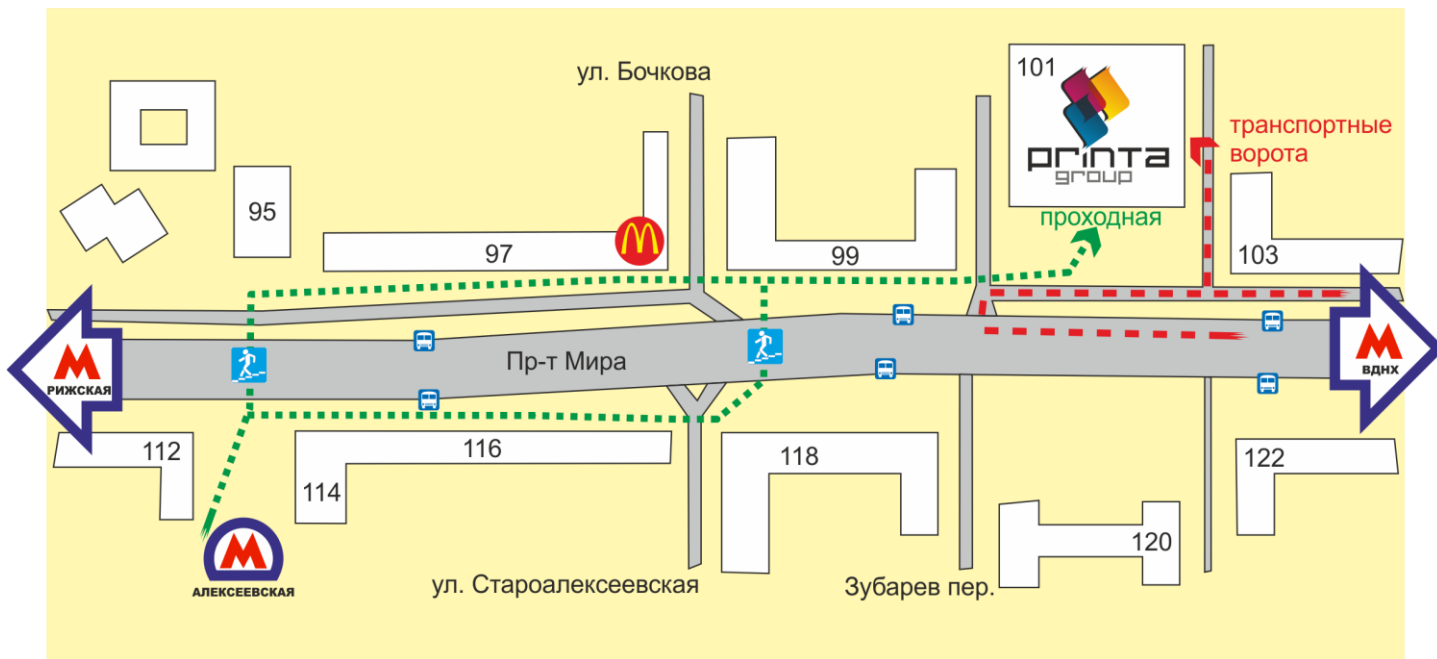 ул. Бочкова
101
printa
group
транспортные
ворота
проходная
95
97
99
103
М
РИЖСКАЯ
Пр-т Мира
М
ВДНХ
112
114
116
118
120
122
М
АЛЕКСЕЕВСКАЯ
ул. Староалексеевская
Зубарев пер.